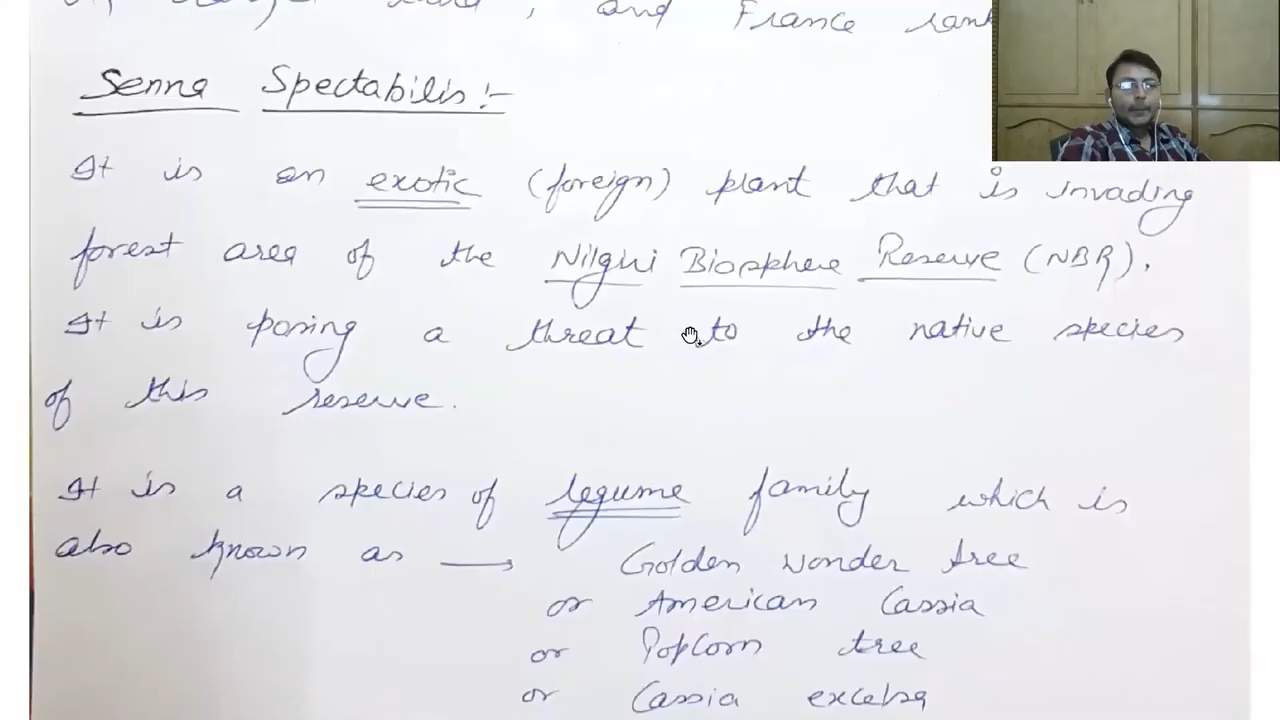 and France rank
Senna Spectabilis :-
It is an exotic (foreign) plant that is invading
forest area of the Nilgiri Biosphere Reserve (NBR).
It is posing a threat to the native species
of this reserve.
It is a species of legume family which is
also known as → Golden wonder tree
or American Cassia
or Popcorn tree
or Cassia excelsa